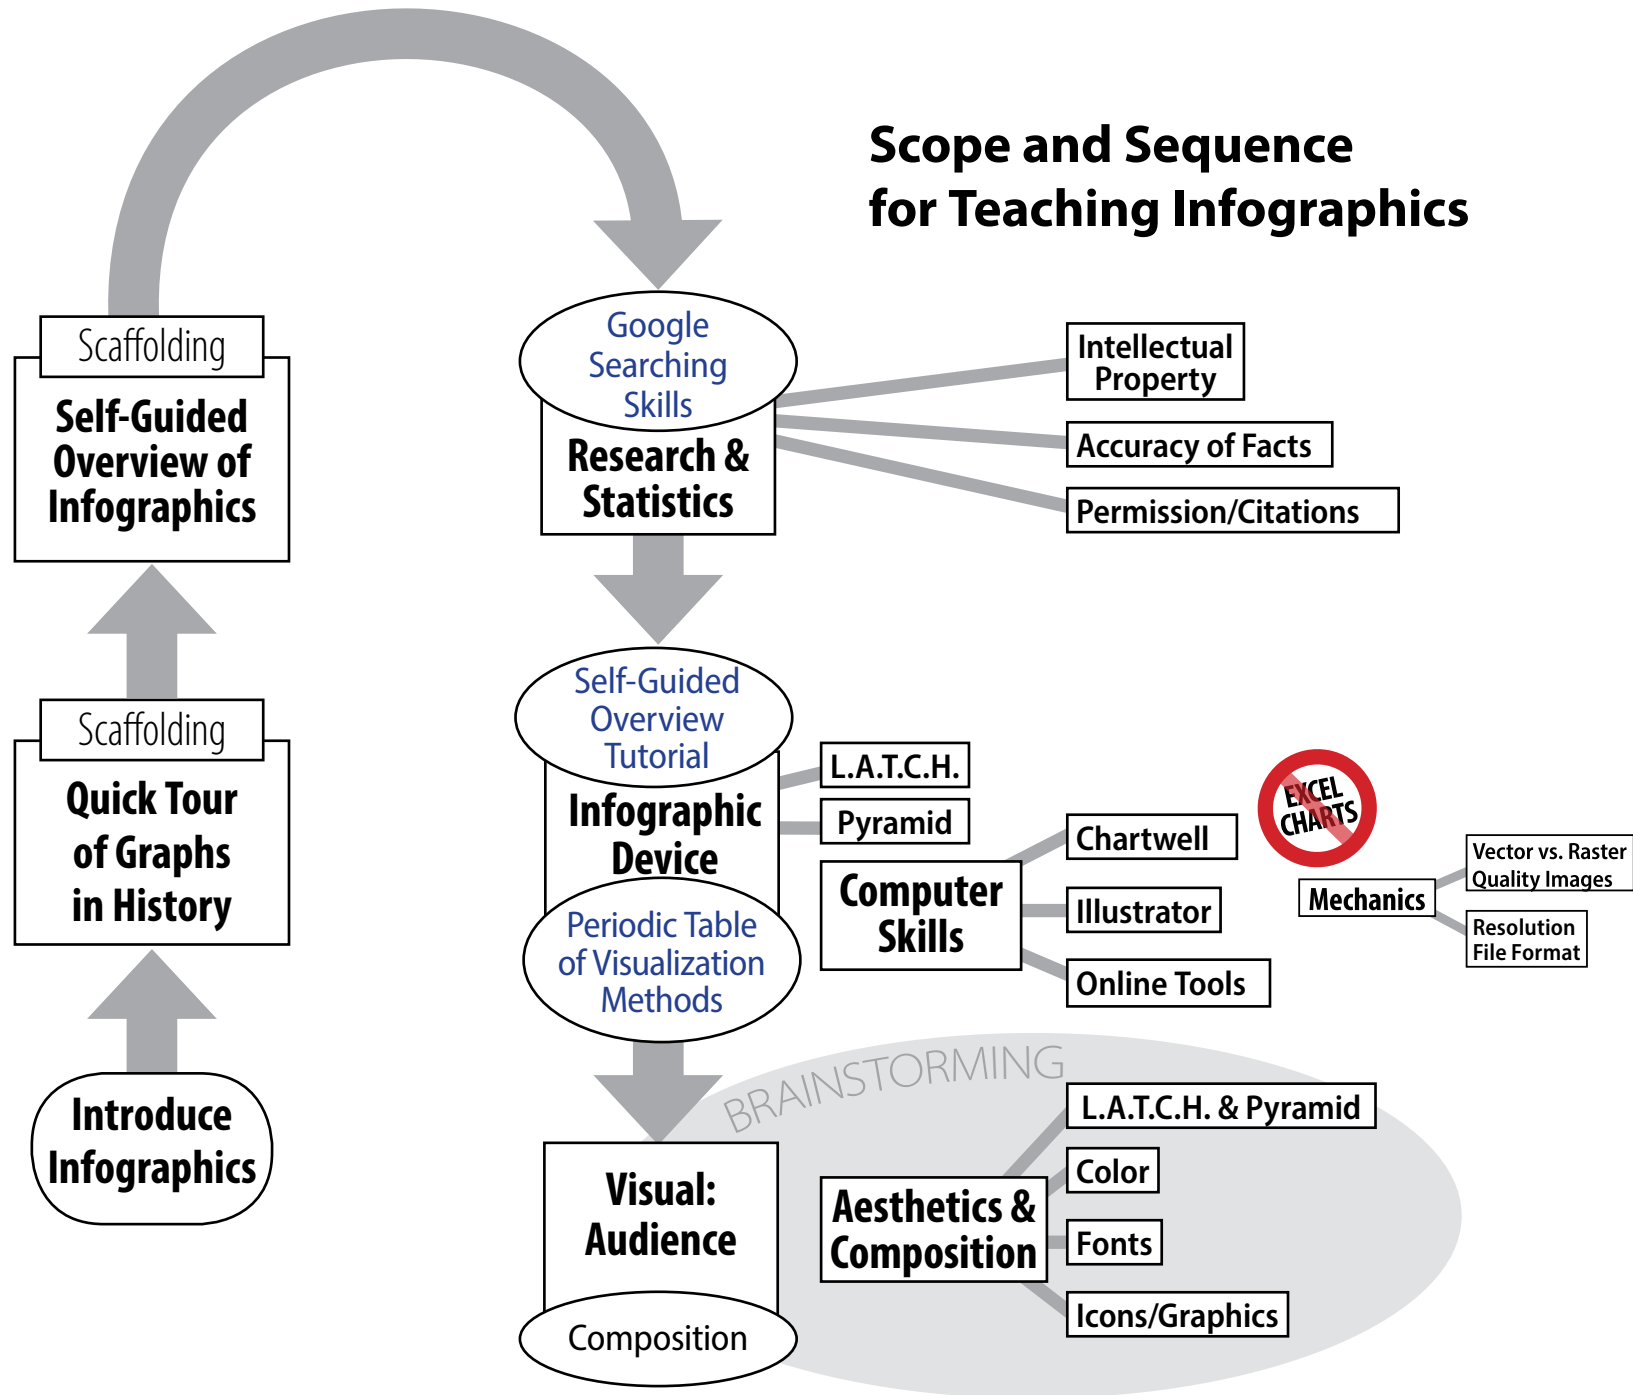 Scope and Sequence
for Teaching Infographics
Scaffolding
Self-Guided
Overview of
Infographics
Scaffolding
Quick Tour
of Graphs
in History
Introduce
Infographics
Google
Searching
Skills
Research &
Statistics
Intellectual
Property
Accuracy of Facts
Permission/Citations
Self-Guided
Overview
Tutorial
Infographic
Device
Periodic Table
of Visualization
Methods
L.A.T.C.H.
Pyramid
Computer
Skills
Chartwell
Illustrator
Online Tools
EXCEL
CHARTS
Mechanics
Vector vs. Raster
Quality Images
Resolution
File Format
BRAINSTORMING
Visual:
Audience
Composition
Aesthetics &
Composition
L.A.T.C.H. & Pyramid
Color
Fonts
Icons/Graphics